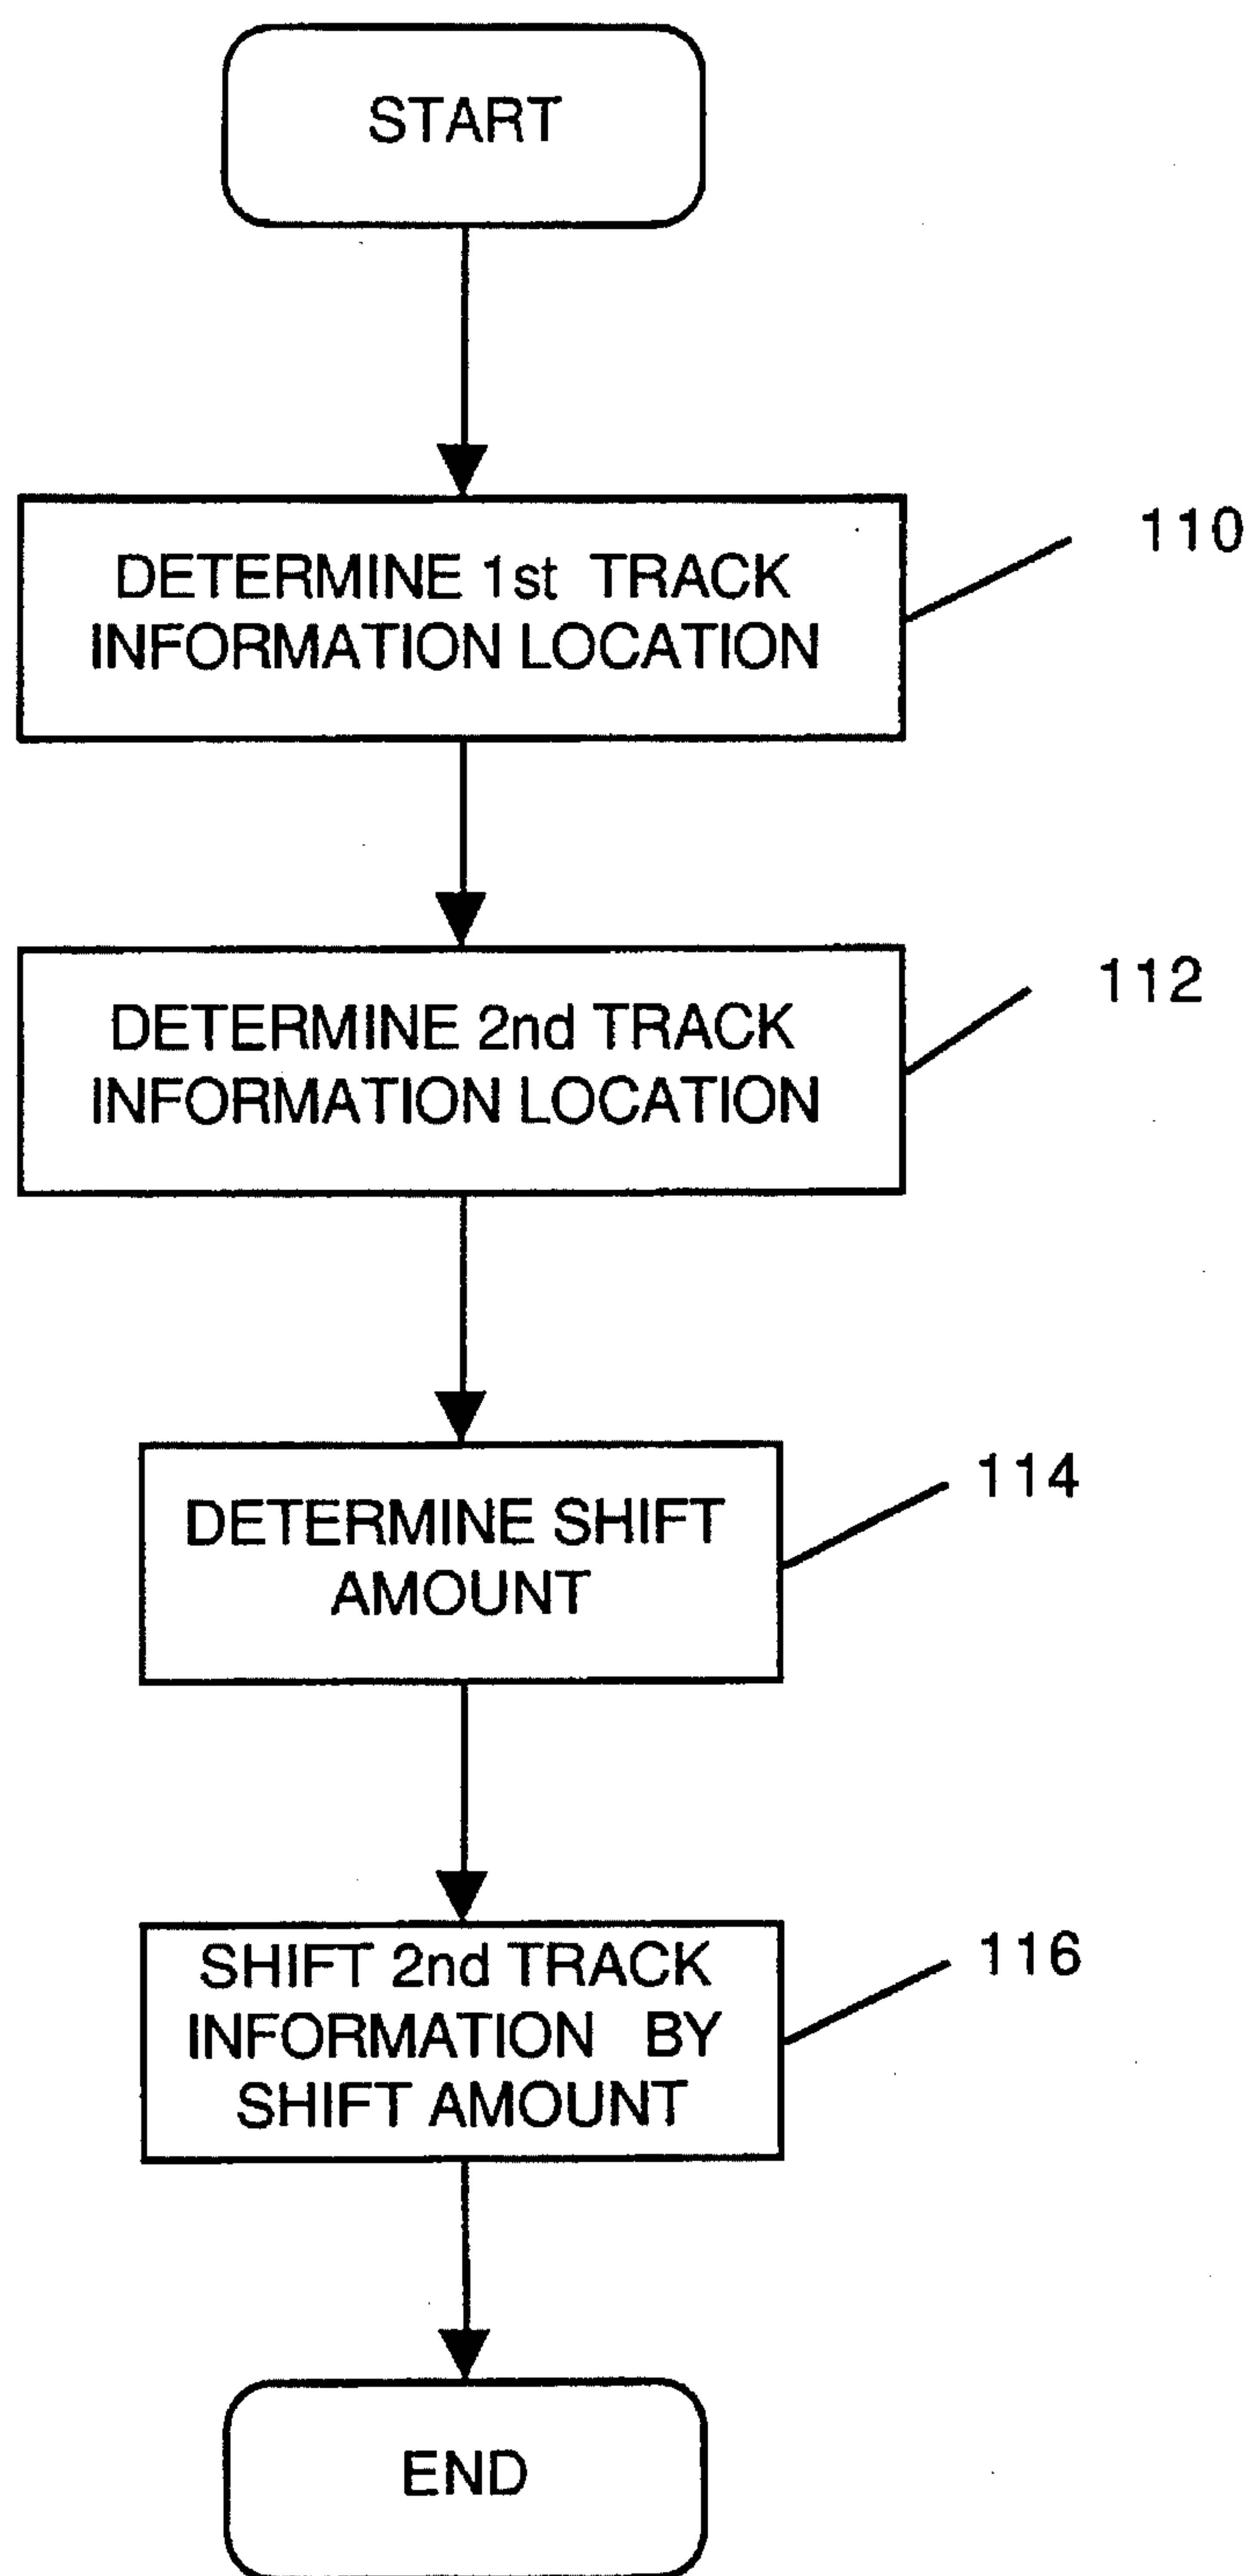 START
DETERMINE 1st TRACK
INFORMATION LOCATION
110
DETERMINE 2nd TRACK
INFORMATION LOCATION
112
DETERMINE SHIFT
AMOUNT
114
SHIFT 2nd TRACK
INFORMATION BY
SHIFT AMOUNT
116
END